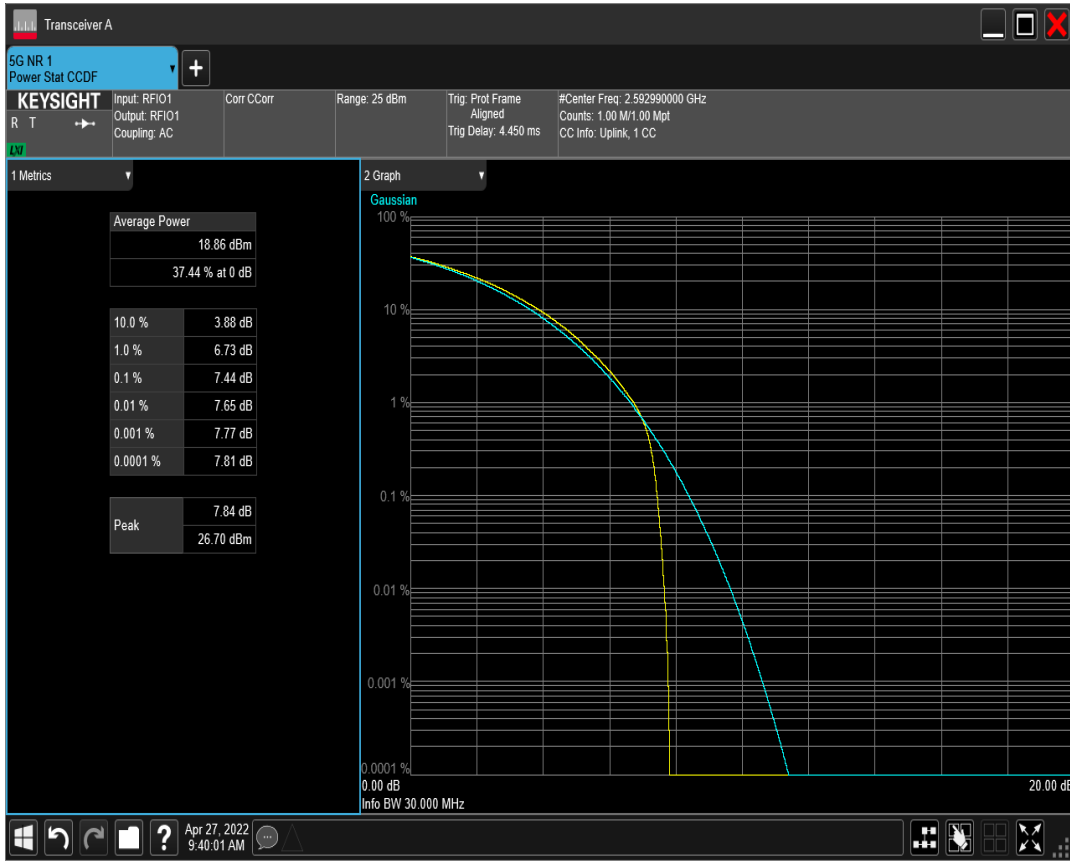 Transceiver A
5G NR 1
Power Stat CCDF
KEYSIGHT
R T
LXI
Input: RFIO1
Output: RFIO1
Coupling: AC
Corr CCorr
Range: 25 dBm
Trig: Prot Frame
Aligned
Trig Delay: 4.450 ms
#Center Freq: 2.592990000 GHz
Counts: 1.00 M/1.00 Mpt
CC Info: Uplink, 1 CC
1 Metrics
Average Power
18.86 dBm
37.44 % at 0 dB
10.0 % 3.88 dB
1.0 % 6.73 dB
0.1 % 7.44 dB
0.01 % 7.65 dB
0.001 % 7.77 dB
0.0001 % 7.81 dB
Peak
7.84 dB
26.70 dBm
2 Graph
Gaussian
100 %
10 %
1 %
0.1 %
0.01 %
0.001 %
0.0001 %
0.00 dB 20.00 dB
Info BW 30.000 MHz
Apr 27, 2022
9:40:01 AM